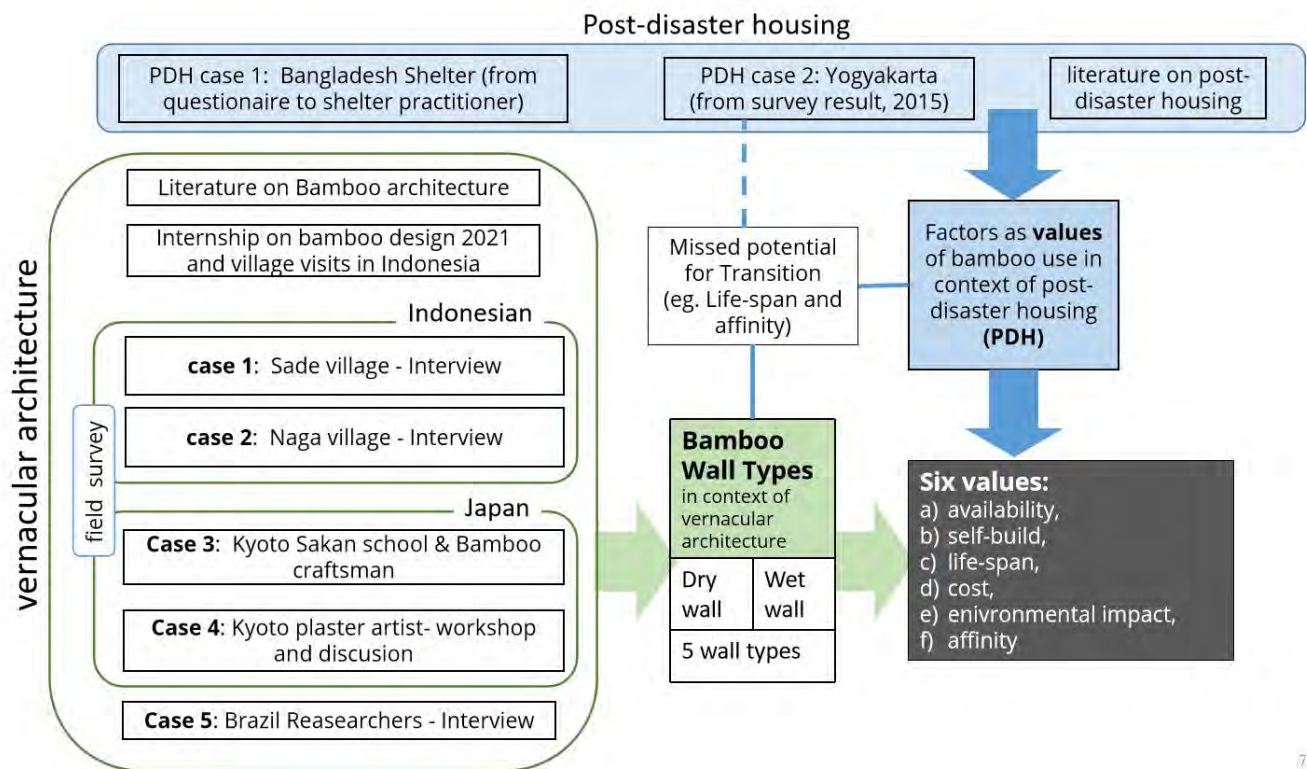 Post-disaster housing
PDH case 1:  Bangladesh Shelter (from
questionaire to shelter practitioner)
PDH case 2: Yogyakarta
(from survey result, 2015)
literature on post-
disaster housing
vernacular architecture
Literature on Bamboo architecture
Internship on bamboo design 2021
and village visits in Indonesia
Indonesian
field survey
case 1:  Sade village - Interview
case 2:  Naga village - Interview
Japan
Case 3:  Kyoto Sakan school & Bamboo
craftsman
Case 4: Kyoto plaster artist- workshop
and discusion
Case 5: Brazil Reasearchers - Interview
Missed potential
for Transition
(eg. Life-span and
affinity)
Factors as values
of bamboo use in
context of post-
disaster housing
(PDH)
Bamboo
Wall Types
in context of
vernacular
architecture
Dry
wall
Wet
wall
5 wall types
Six values:
a) availability,
b) self-build,
c) life-span,
d) cost,
e) enivronmental impact,
f) affinity
7